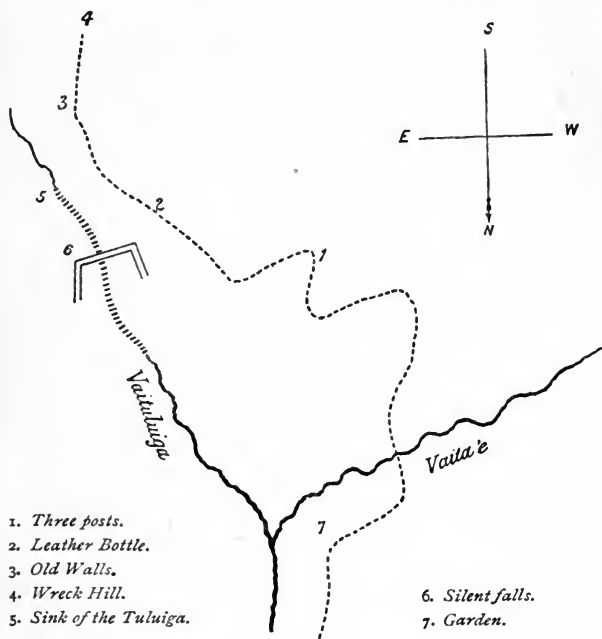 4
S
3
E W
5
2
N
6
1
Vaituluiga
Vaita'e
7
1. Three posts.
2. Leather Bottle.
3. Old Walls.
4. Wreck Hill.
5. Sink of the Tuluiga.
6. Silent falls.
7. Garden.